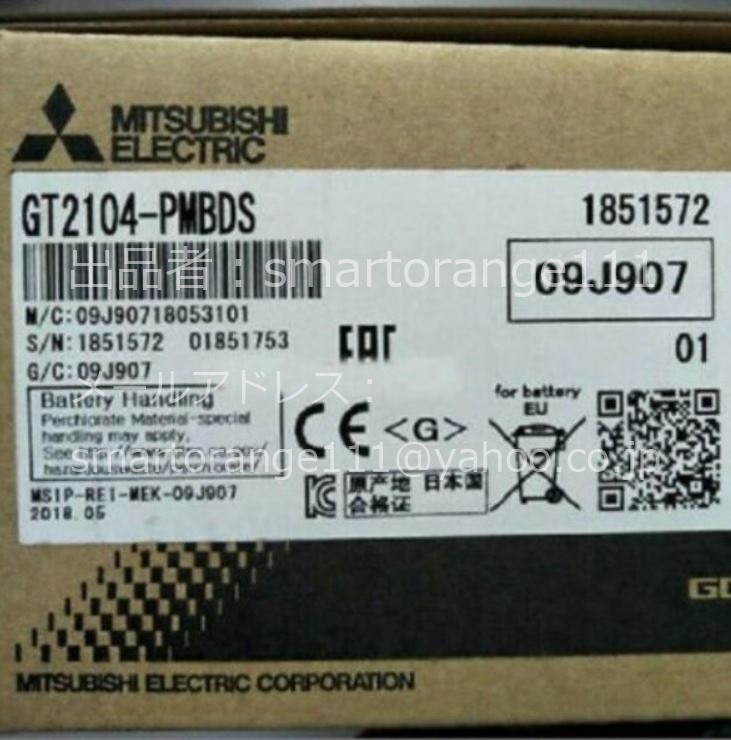 MITSUBISHI
ELECTRIC
GT2104-PMBDS
1851572
出品者：smartorange111
09J907
M/C:09J90718053101
S/N:1851572 01851753
G/C:09J907
EAC
01
メールアドレス：
Battery Handling
Perchlorate Material-special
handling may apply.
See
for battery
EU
CE <G>
smartorange111@yahoo.co.jp
原产地 日本国
合格证
MSIP-REI-MEK-09J907
2018.05
MITSUBISHI ELECTRIC CORPORATION